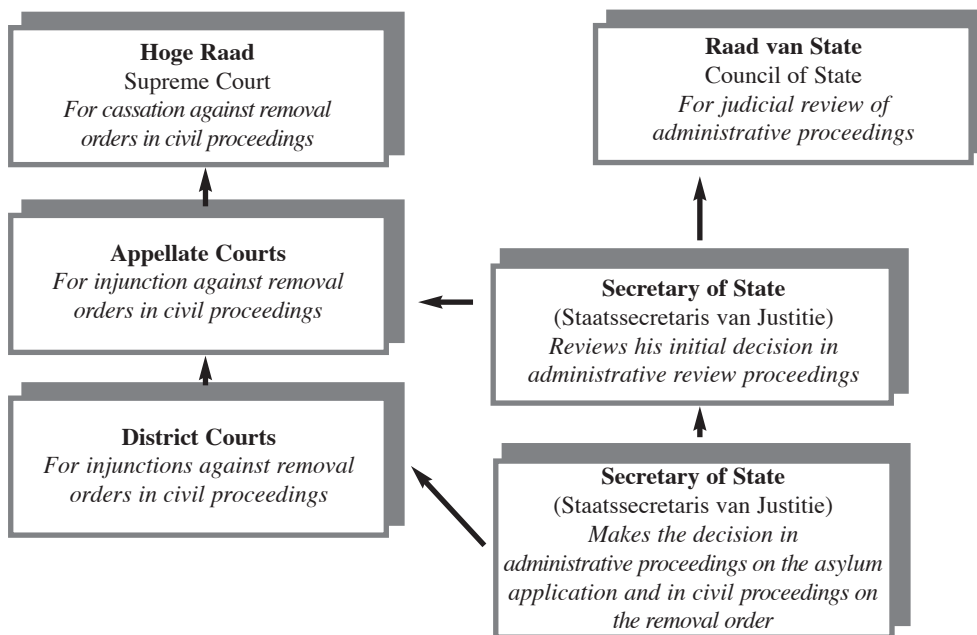 Hoge Raad
Supreme Court
For cassation against removal
orders in civil proceedings
Raad van State
Council of State
For judicial review of
administrative proceedings
Appellate Courts
For injunction against removal
orders in civil proceedings
Secretary of State
(Staatssecretaris van Justitie)
Reviews his initial decision in
administrative review proceedings
District Courts
For injunctions against removal
orders in civil proceedings
Secretary of State
(Staatssecretaris van Justitie)
Makes the decision in
administrative proceedings on the asylum
application and in civil proceedings on
the removal order